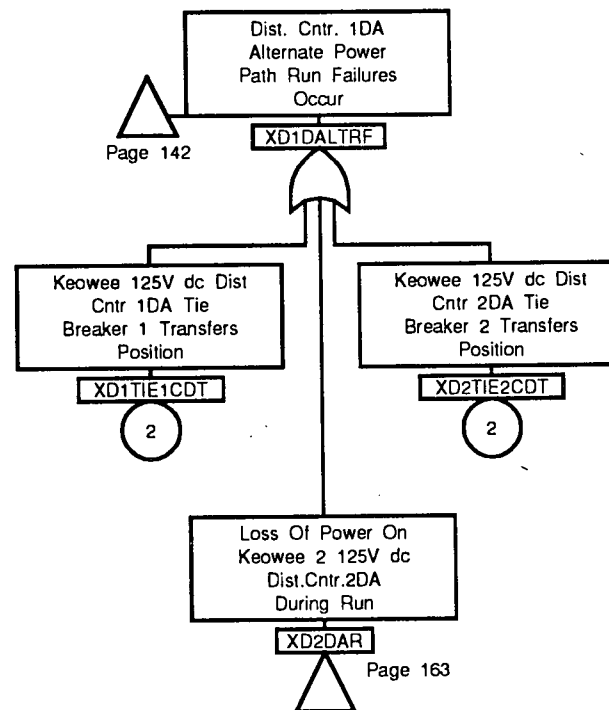 Dist. Cntr. 1DA
Alternate Power
Path Run Failures
Occur
XD1DALTRF
Page 142
Keowee 125V dc Dist
Cntr 1DA Tie
Breaker 1 Transfers
Position
XD1TIE1CDT
2
Keowee 125V dc Dist
Cntr 2DA Tie
Breaker 2 Transfers
Position
XD2TIE2CDT
2
Loss Of Power On
Keowee 2 125V dc
Dist.Cntr.2DA
During Run
XD2DAR
Page 163